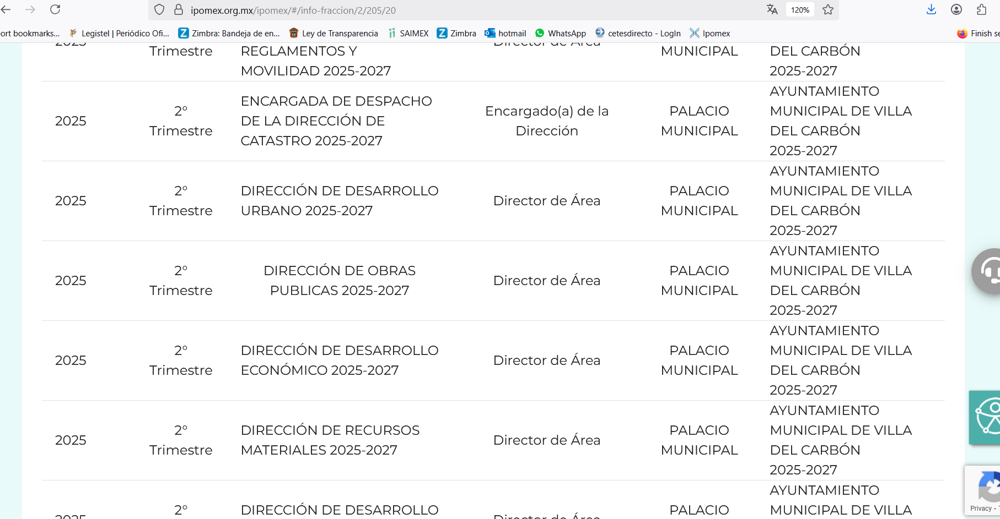 ipomex.org.mx/ipomex/#/info-fraccion/2/205/20
120%
ort bookmarks...
Legistel | Periódico Ofi...
Zimbra: Bandeja de en...
Ley de Transparencia
SAIMEX
Zimbra
hotmail
WhatsApp
cetesdirecto - LogIn
Ipomex
Finish se
2025
Trimestre
REGLAMENTOS Y
MOVILIDAD 2025-2027
Director de Área
MUNICIPAL
DEL CARBÓN
2025-2027
2025
2°
Trimestre
ENCARGADA DE DESPACHO
DE LA DIRECCIÓN DE
CATASTRO 2025-2027
Encargado(a) de la
Dirección
PALACIO
MUNICIPAL
AYUNTAMIENTO
MUNICIPAL DE VILLA
DEL CARBÓN
2025-2027
2025
2°
Trimestre
DIRECCIÓN DE DESARROLLO
URBANO 2025-2027
Director de Área
PALACIO
MUNICIPAL
AYUNTAMIENTO
MUNICIPAL DE VILLA
DEL CARBÓN
2025-2027
2025
2°
Trimestre
DIRECCIÓN DE OBRAS
PUBLICAS 2025-2027
Director de Área
PALACIO
MUNICIPAL
AYUNTAMIENTO
MUNICIPAL DE VILLA
DEL CARBÓN
2025-2027
2025
2°
Trimestre
DIRECCIÓN DE DESARROLLO
ECONÓMICO 2025-2027
Director de Área
PALACIO
MUNICIPAL
AYUNTAMIENTO
MUNICIPAL DE VILLA
DEL CARBÓN
2025-2027
2025
2°
Trimestre
DIRECCIÓN DE RECURSOS
MATERIALES 2025-2027
Director de Área
PALACIO
MUNICIPAL
AYUNTAMIENTO
MUNICIPAL DE VILLA
DEL CARBÓN
2025-2027
2025
2°
DIRECCIÓN DE DESARROLLO
Director de Área
PALACIO
AYUNTAMIENTO
MUNICIPAL DE VILLA
Privacy -